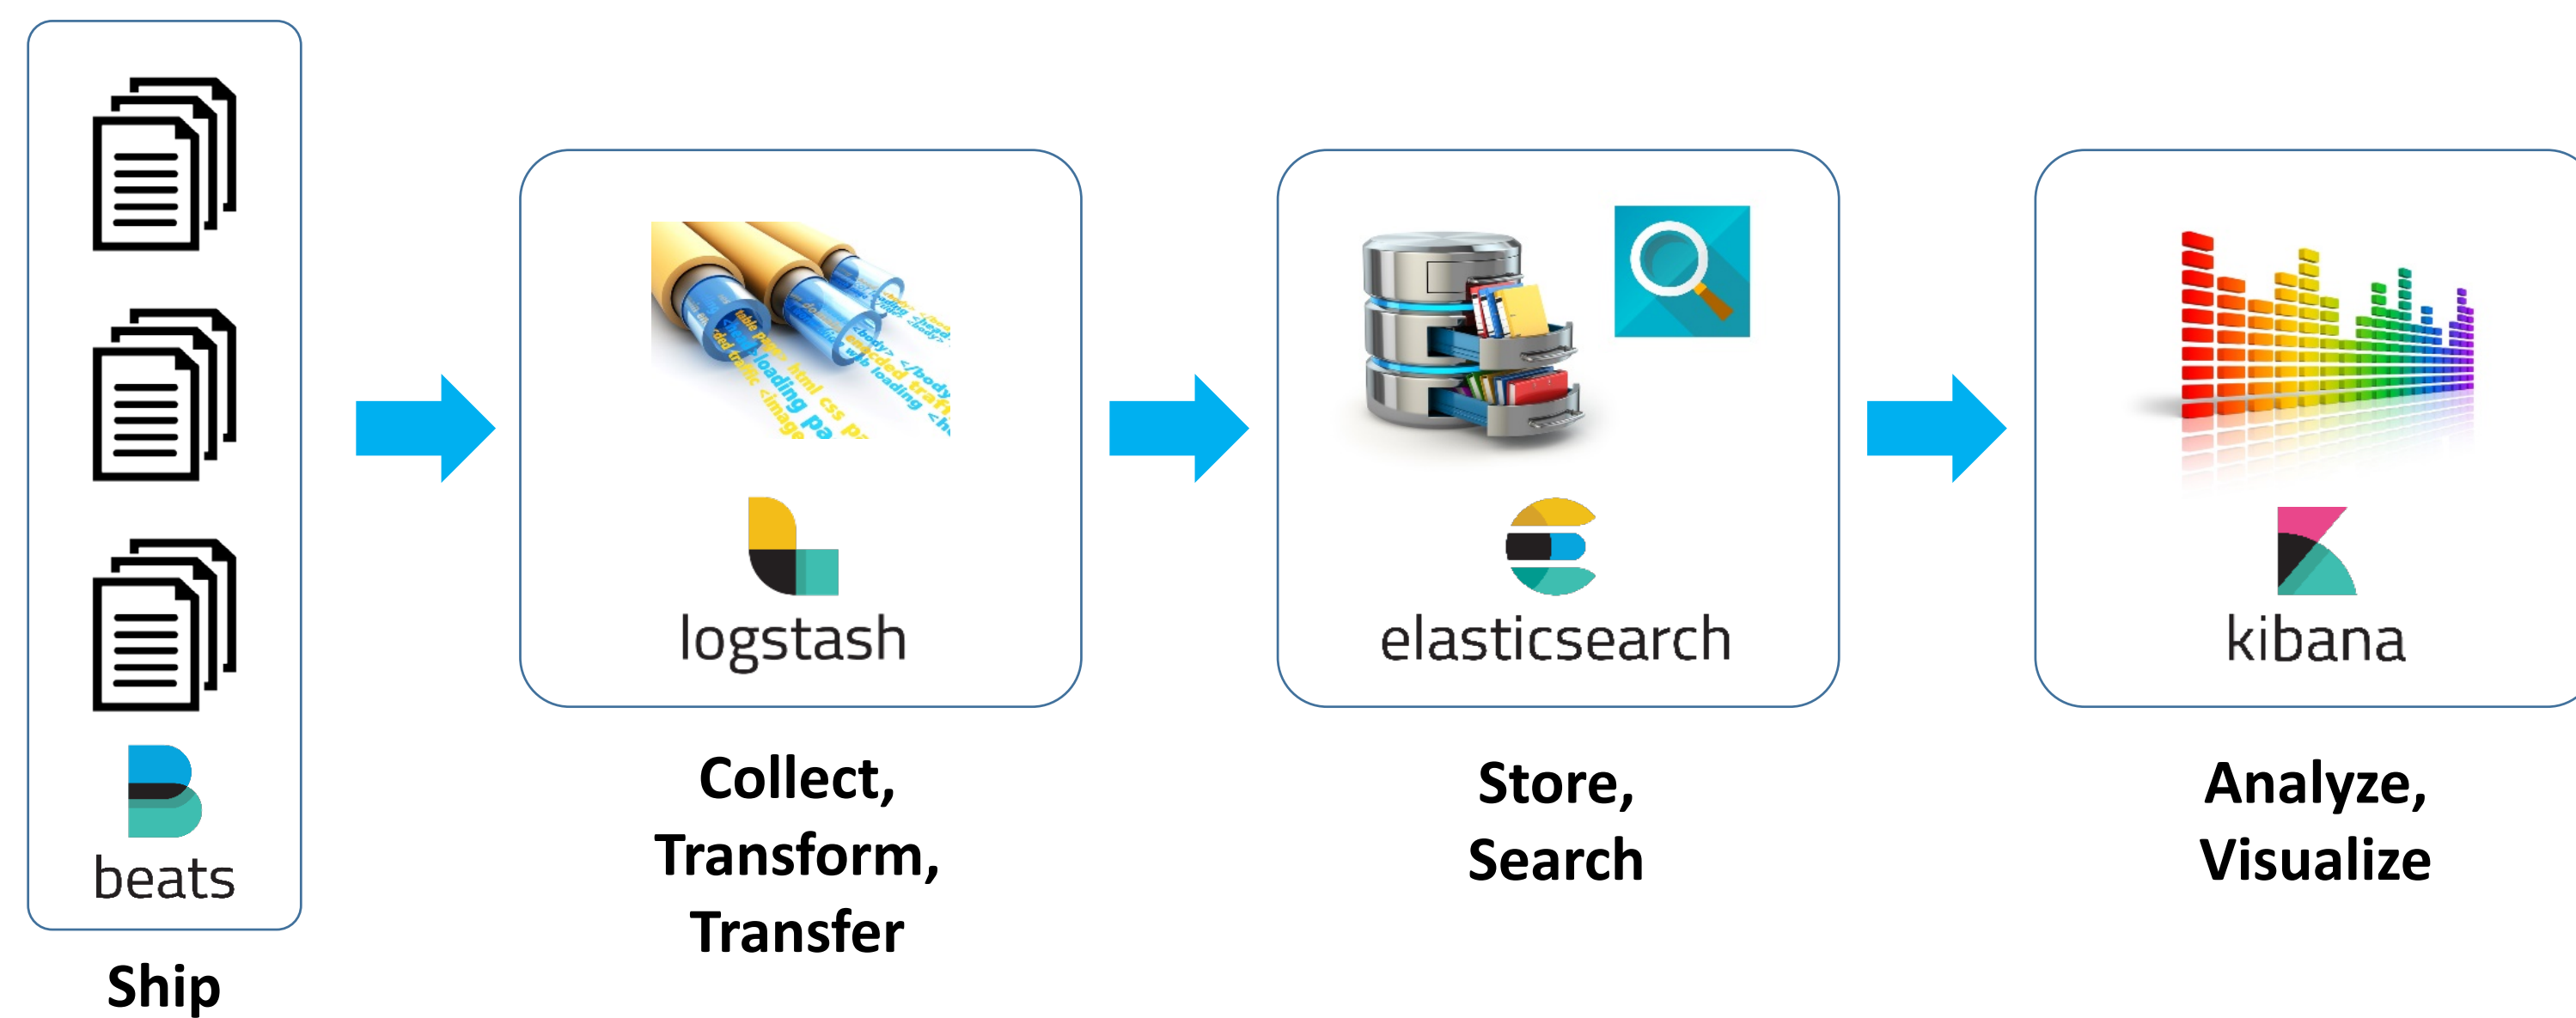 beats
Ship
logstash
Collect,
Transform,
Transfer
elasticsearch
Store,
Search
kibana
Analyze,
Visualize